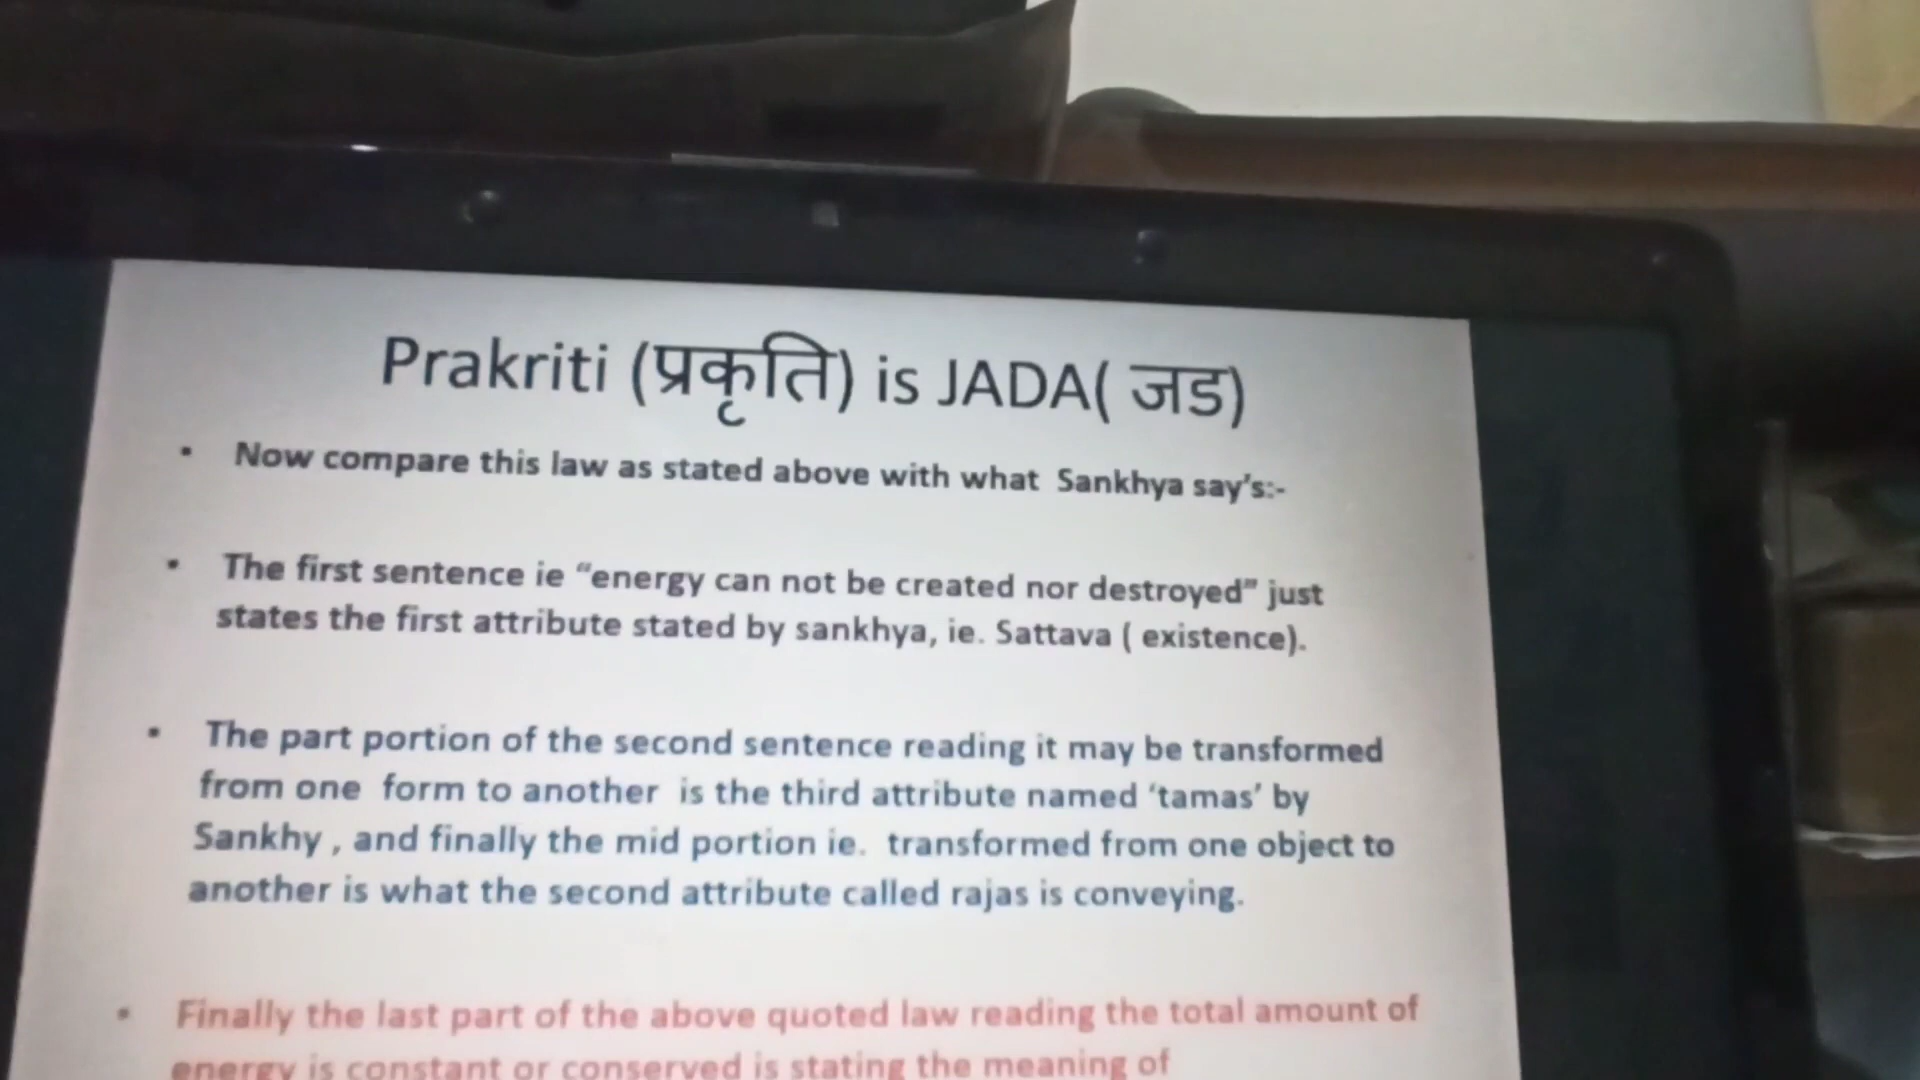 Prakriti (प्रकृति) is JADA( जड)
• Now compare this law as stated above with what Sankhya say's:-
• The first sentence ie “energy can not be created nor destroyed” just
states the first attribute stated by sankhya, ie. Sattava ( existence).
• The part portion of the second sentence reading it may be transformed
from one form to another is the third attribute named ‘tamas’ by
Sankhy , and finally the mid portion ie. transformed from one object to
another is what the second attribute called rajas is conveying.
• Finally the last part of the above quoted law reading the total amount of
energy is constant or conserved is stating the meaning of